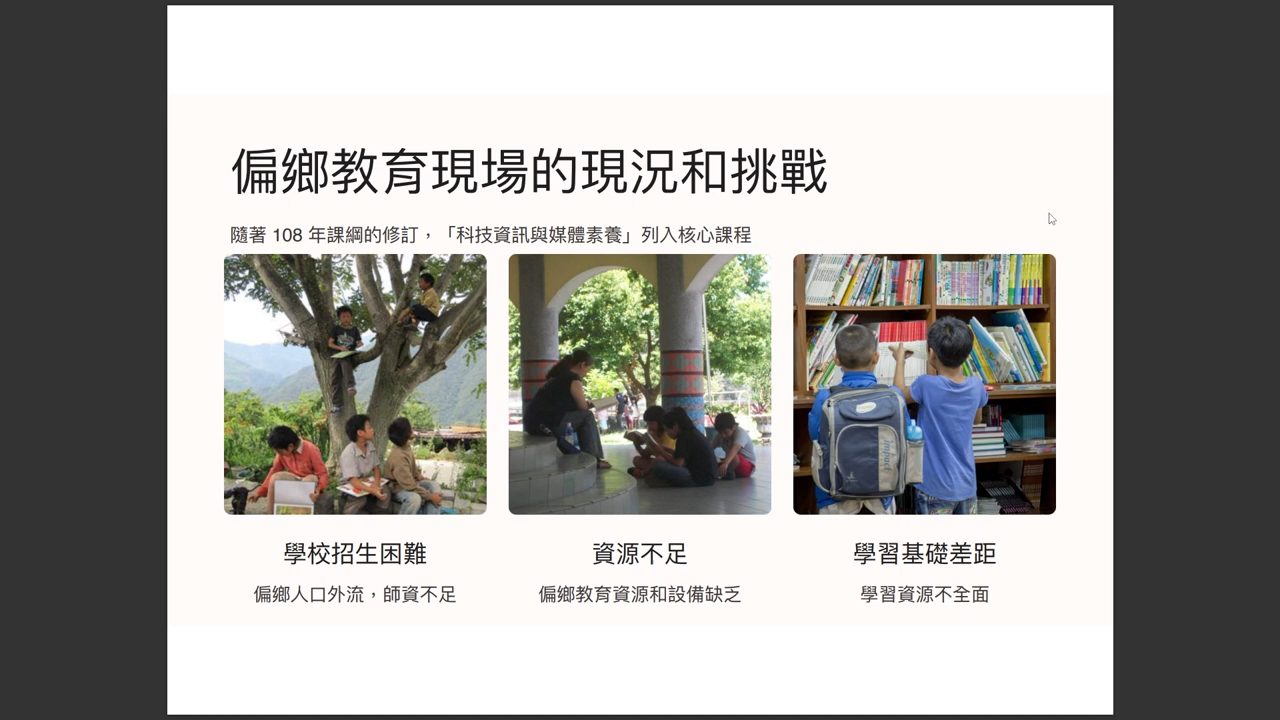 偏鄉教育現場的現況和挑戰
隨著 108 年課綱的修訂，「科技資訊與媒體素養」列入核心課程
學校招生困難
偏鄉人口外流，師資不足
資源不足
偏鄉教育資源和設備缺乏
學習基礎差距
學習資源不全面